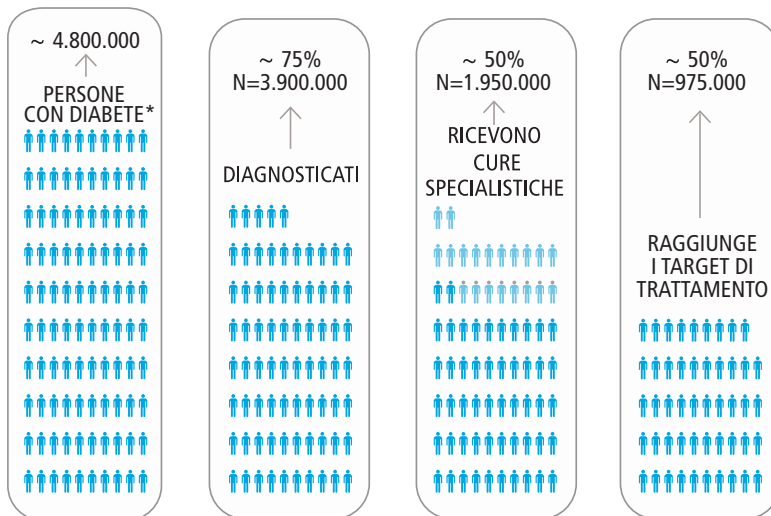 ~ 4.800.000
PERSONE
CON DIABETE*
~ 75%
N=3.900.000
DIAGNOSTICATI
~ 50%
N=1.950.000
RICEVONO
CURE
SPECIALISTICHE
~ 50%
N=975.000
RAGGIUNGE
I TARGET DI
TRATTAMENTO